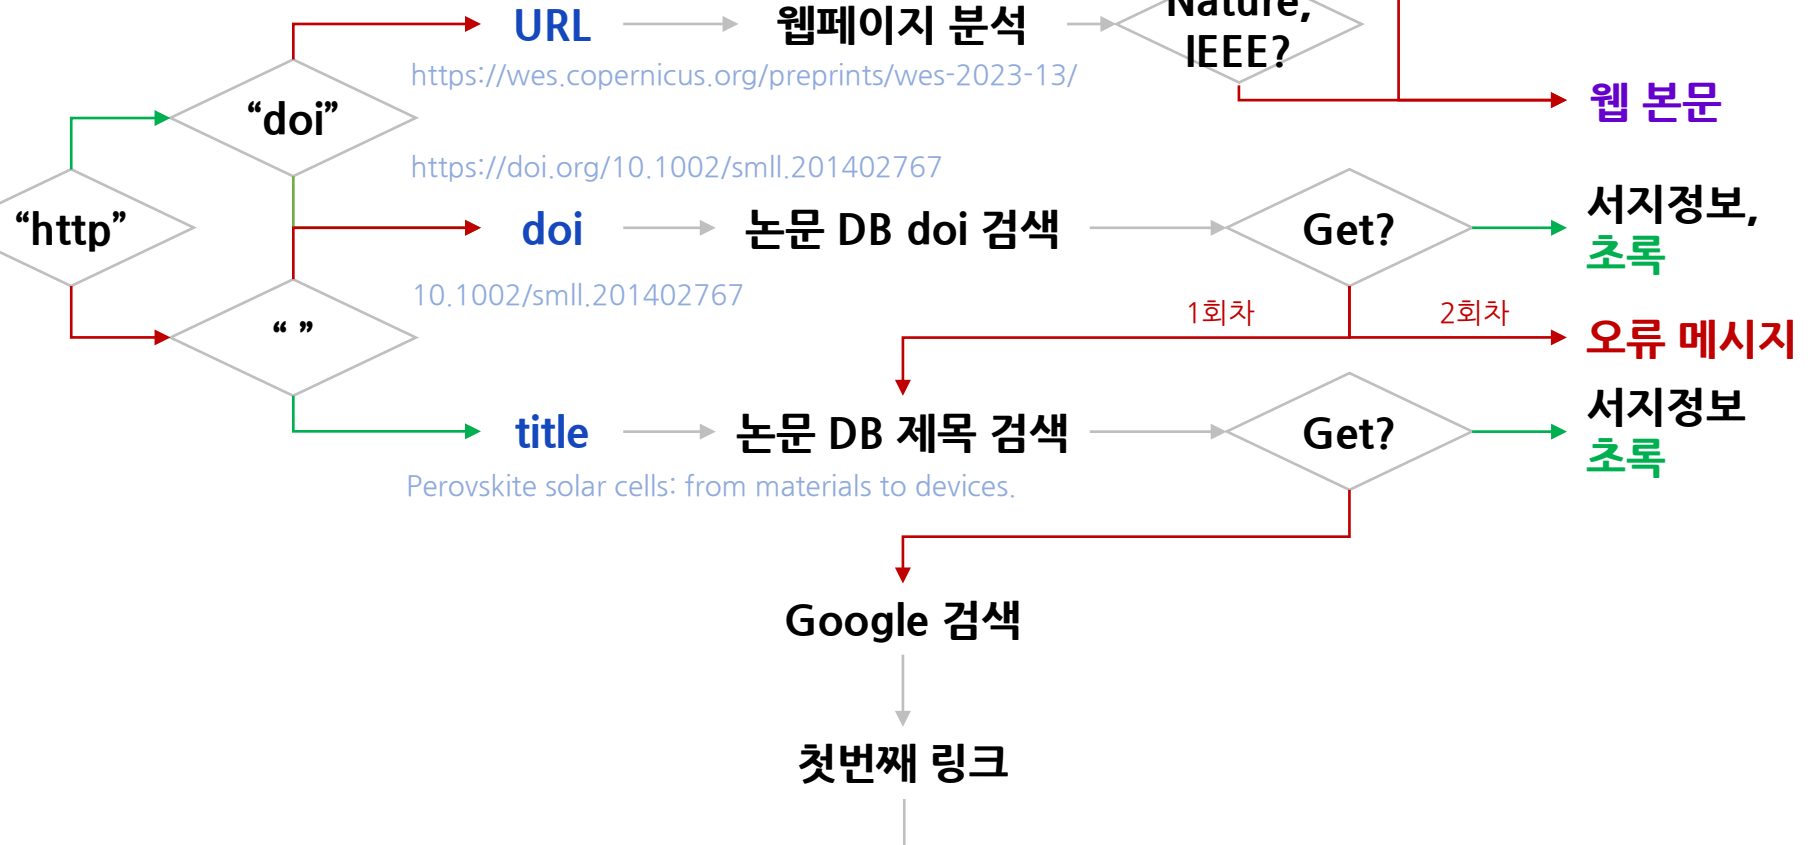 Nature,
IEEE?
URL
웹페이지 분석
https://wes.copernicus.org/preprints/wes-2023-13/
웹 본문
“doi”
https://doi.org/10.1002/smll.201402767
“http”
doi
논문 DB doi 검색
Get?
서지정보,
초록
10.1002/smll.201402767
1회차
2회차
“ ”
오류 메시지
title
논문 DB 제목 검색
Get?
서지정보
초록
Perovskite solar cells: from materials to devices.
Google 검색
첫번째 링크